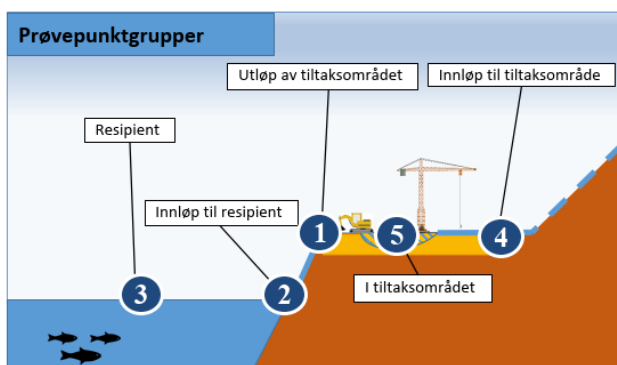 Prøvepunktgrupper
Utløp av tiltaksområdet
Innløp til tiltaksområde
Resipient
Innløp til resipient
1
5
4
3
2
I tiltaksområdet